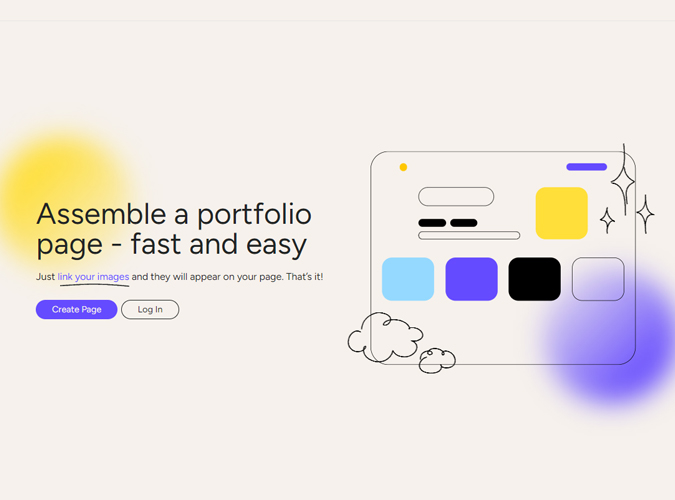 Assemble a portfolio
page - fast and easy
Just link your images and they will appear on your page. That's it!
Create Page
Log In